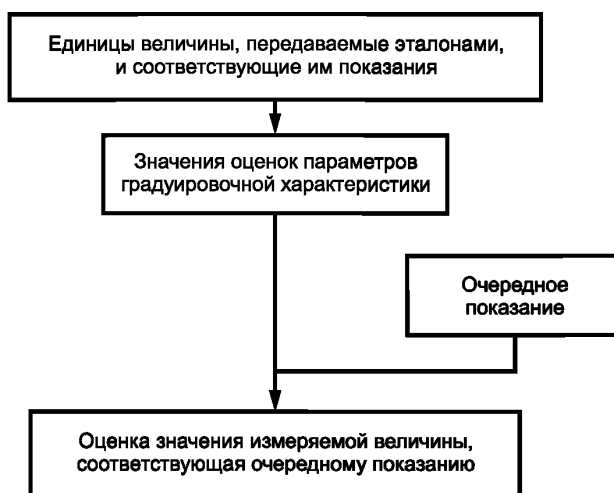 Единицы величины, передаваемые эталонами,
и соответствующие им показания
Значения оценок параметров
градуировочной характеристики
Очередное
показание
Оценка значения измеряемой величины,
соответствующая очередному показанию